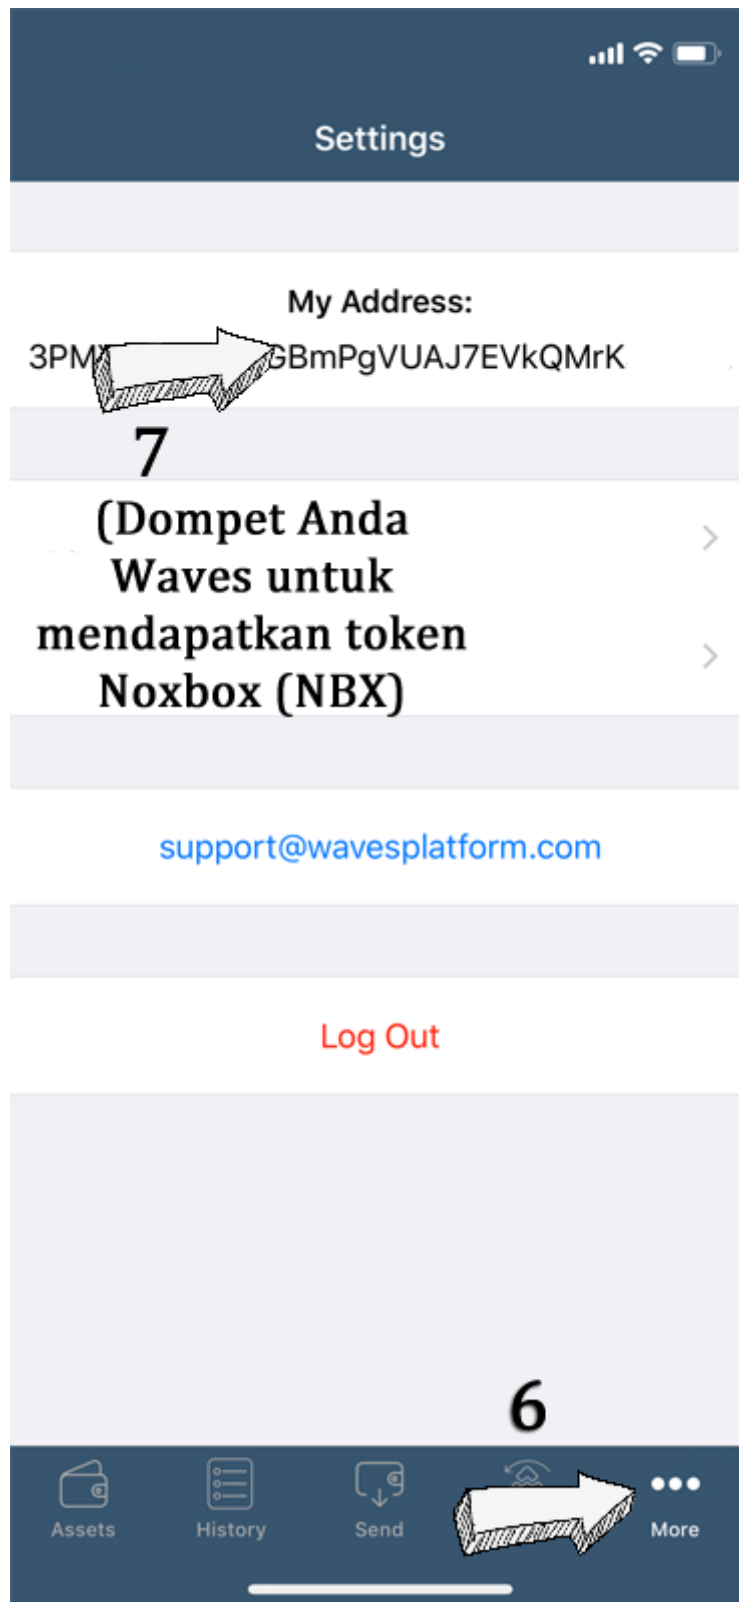 Settings
My Address:
3PM GBmPgVUAJ7EVkQMrK
7
(Dompet Anda
Waves untuk
mendapatkan token
Noxbox (NBX)
support@wavesplatform.com
Log Out
6
Assets
History
Send
More